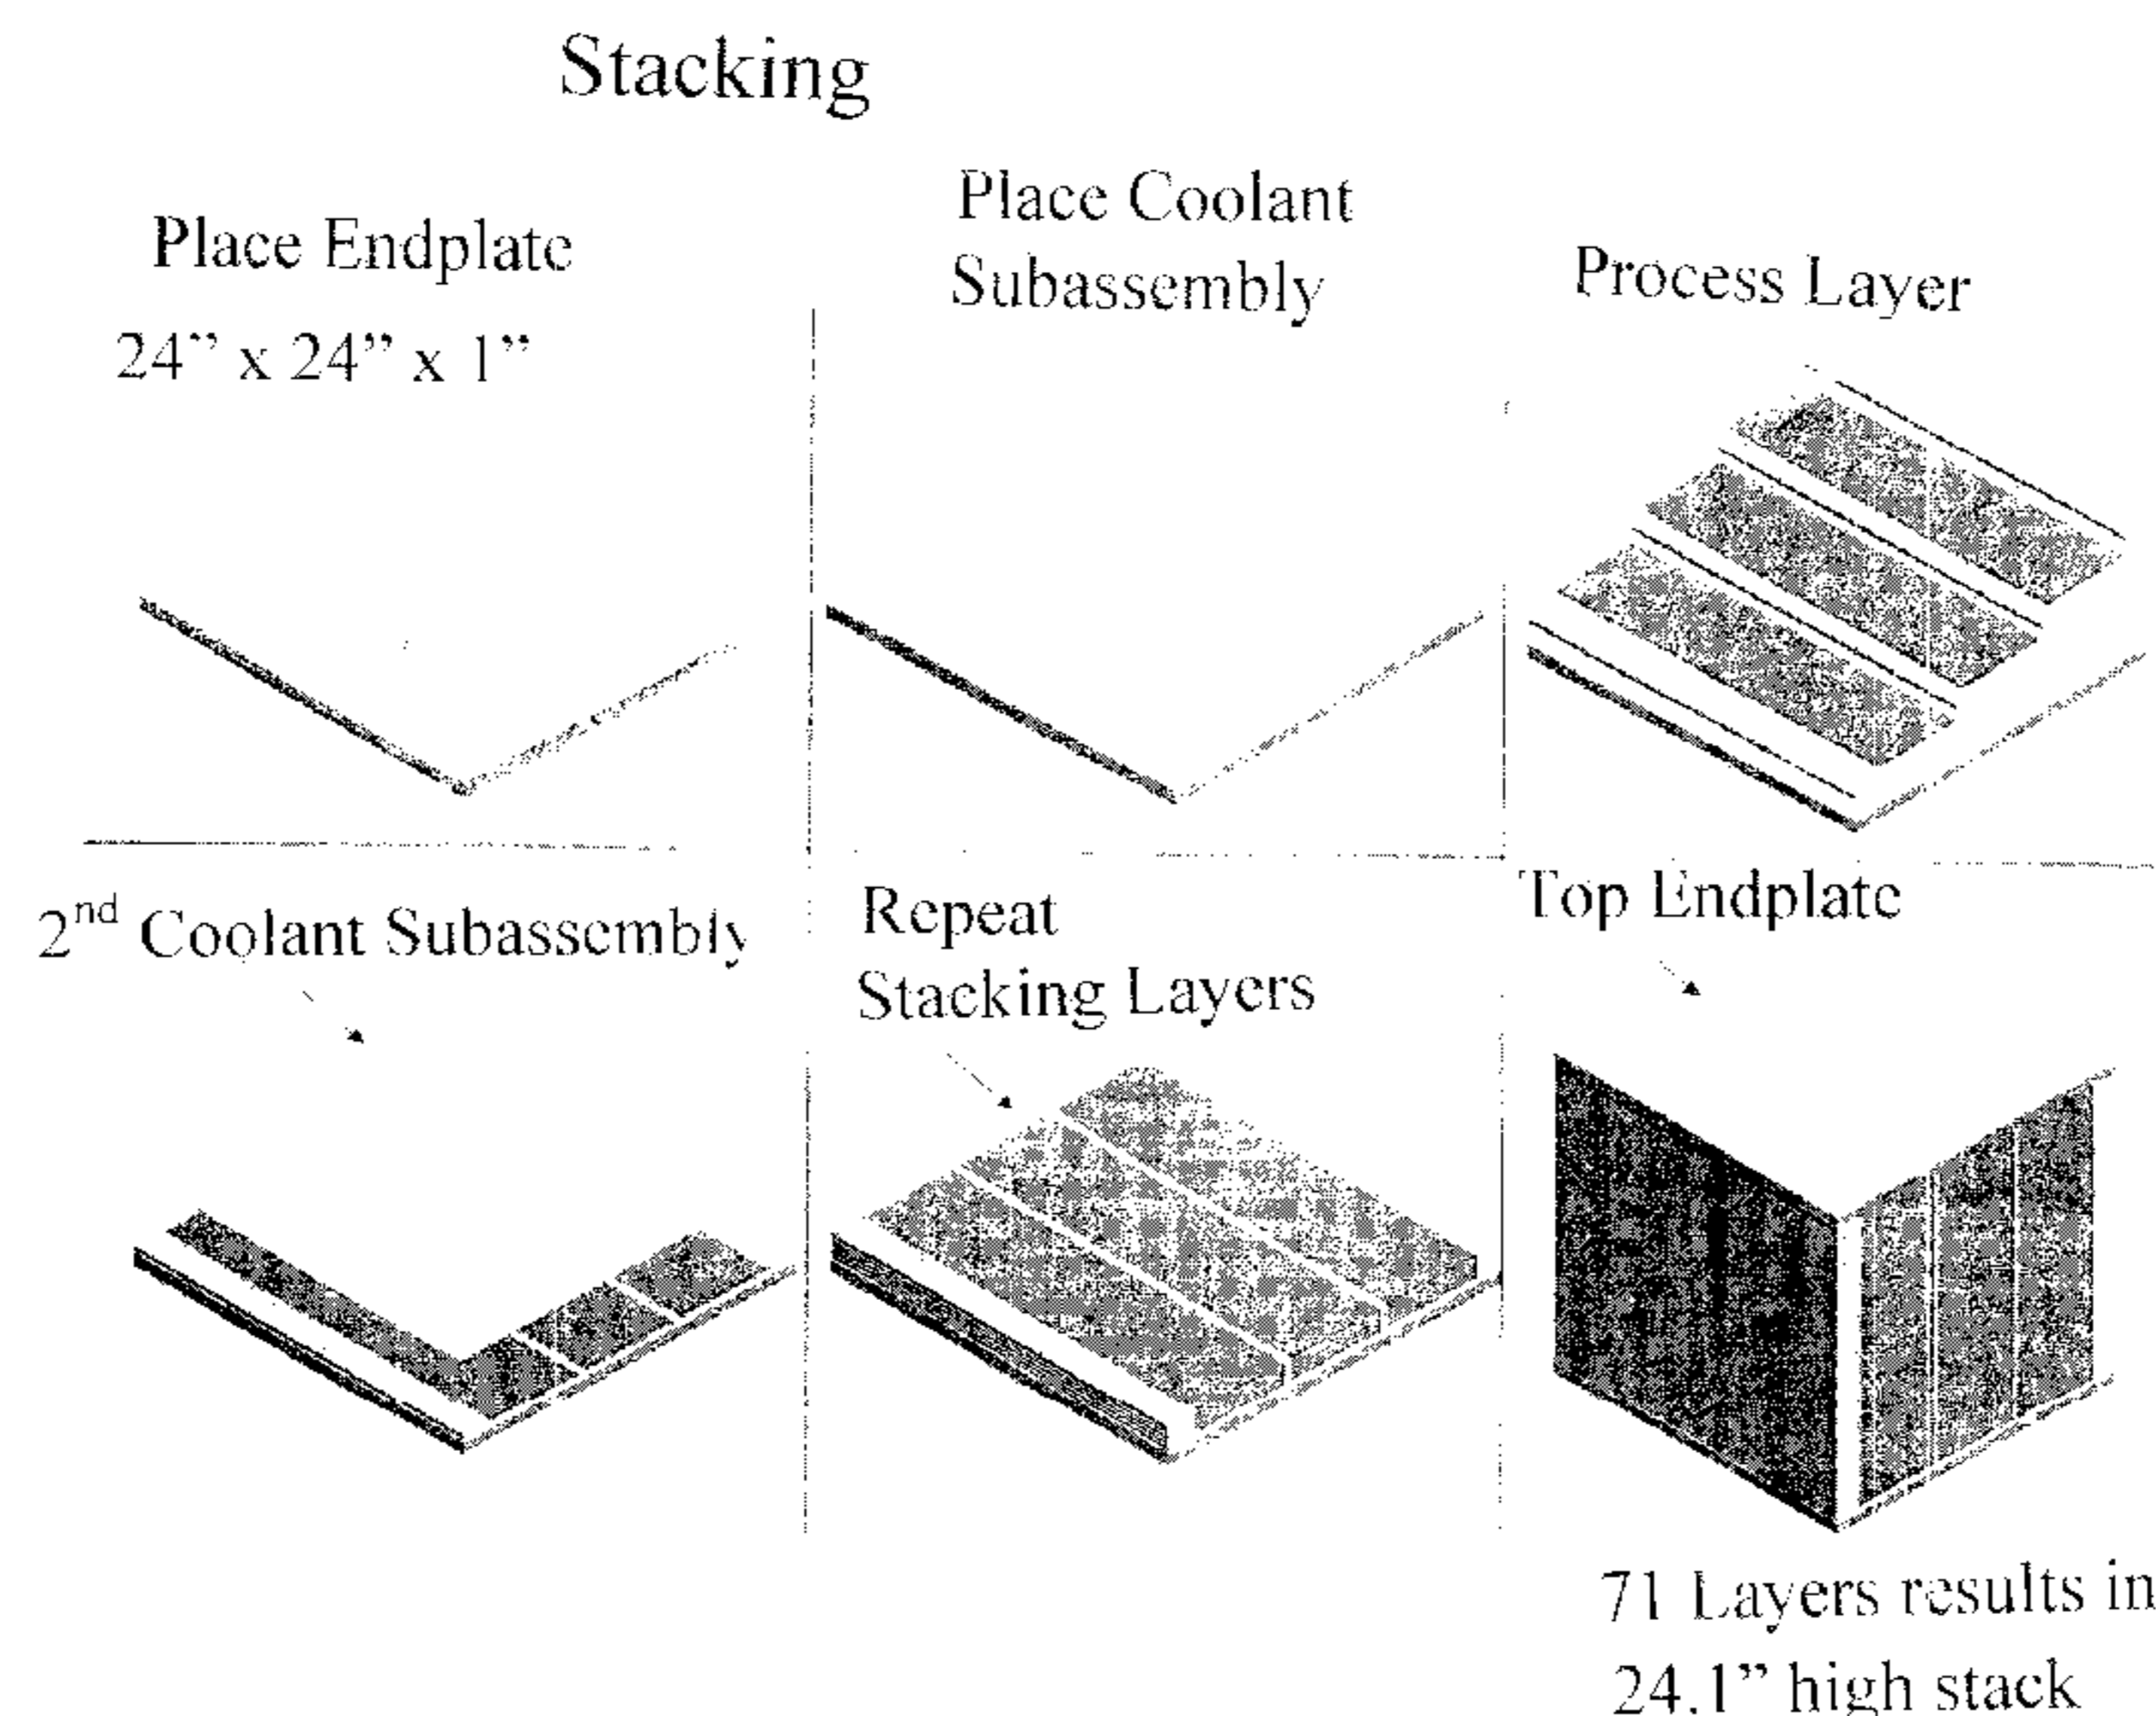 Stacking
Place Endplate
24” x 24” x 1”
Place Coolant
Subassembly
Process Layer
2nd Coolant Subassembly
Repeat
Stacking Layers
Top Endplate
71 Layers results in
24.1” high stack